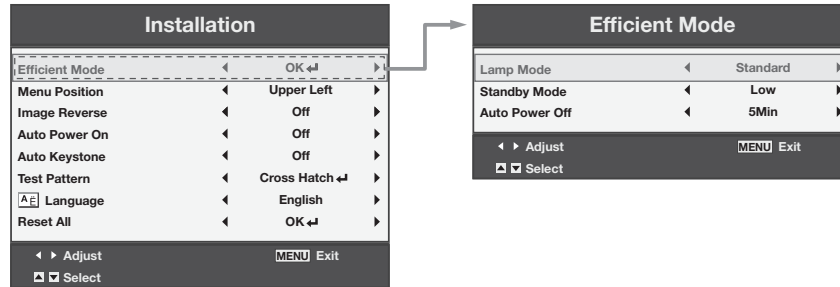 Installation
Efficient Mode OK
Menu Position Upper Left
Image Reverse Off
Auto Power On Off
Auto Keystone Off
Test Pattern Cross Hatch
AE Language English
Reset All OK
Adjust MENU Exit
Select
Efficient Mode
Lamp Mode Standard
Standby Mode Low
Auto Power Off 5Min
Adjust MENU Exit
Select